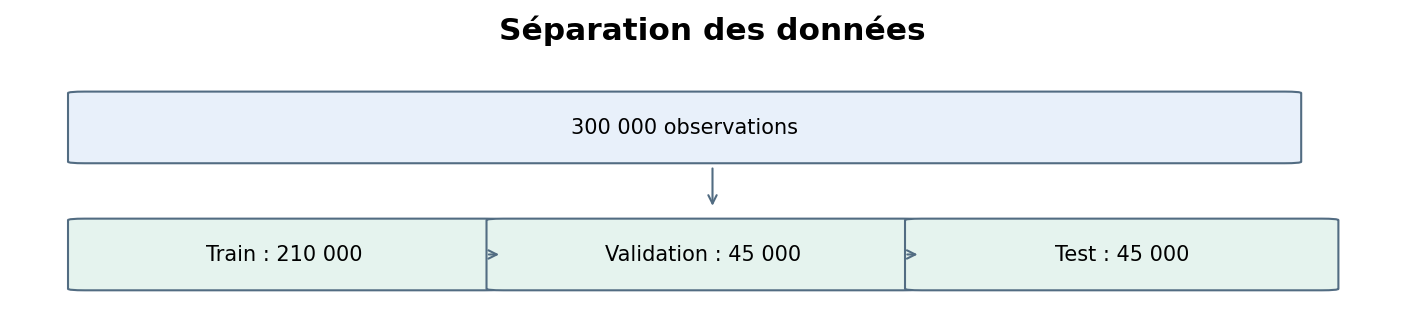 Séparation des données
300 000 observations
Train : 210 000
Validation : 45 000
Test : 45 000